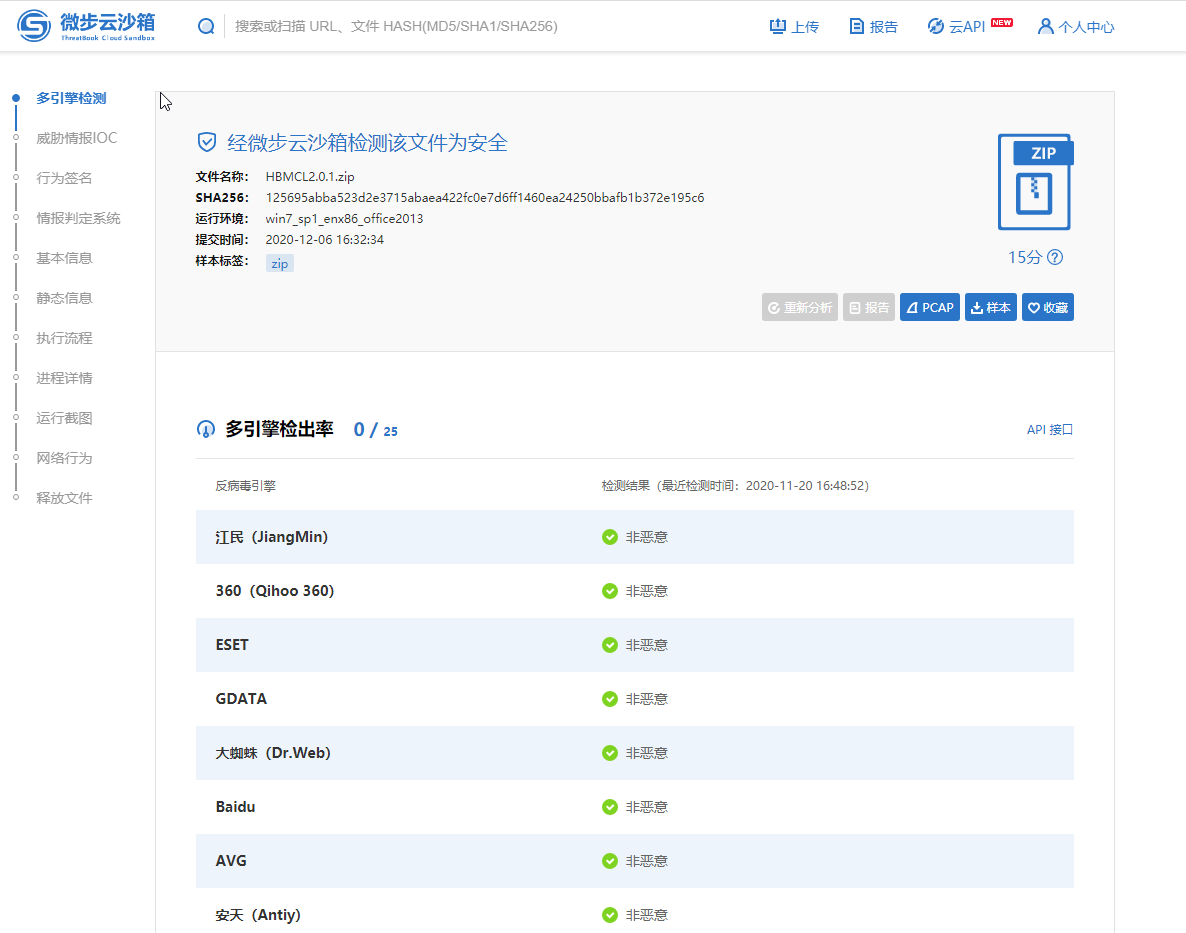 微步云沙箱
ThreatBook Cloud Sandbox
搜索或扫描 URL、文件 HASH(MD5/SHA1/SHA256)
上传
报告
云API NEW
个人中心
多引擎检测
威胁情报IOC
行为签名
情报判定系统
基本信息
静态信息
执行流程
进程详情
运行截图
网络行为
释放文件
经微步云沙箱检测该文件为安全
文件名称： HBMCL2.0.1.zip
SHA256: 125695abba523d2e3715abaea422fc0e7d6ff1460ea24250bbafb1b372e195c6
运行环境： win7_sp1_enx86_office2013
提交时间： 2020-12-06 16:32:34
样本标签： zip
ZIP
15分 ?
重新分析 报告 PCAP 样本 收藏
多引擎检出率 0 / 25
API 接口
反病毒引擎 检测结果（最近检测时间：2020-11-20 16:48:52）
江民（JiangMin） 非恶意
360（Qihoo 360） 非恶意
ESET 非恶意
GDATA 非恶意
大蜘蛛（Dr.Web） 非恶意
Baidu 非恶意
AVG 非恶意
安天（Antiy) 非恶意